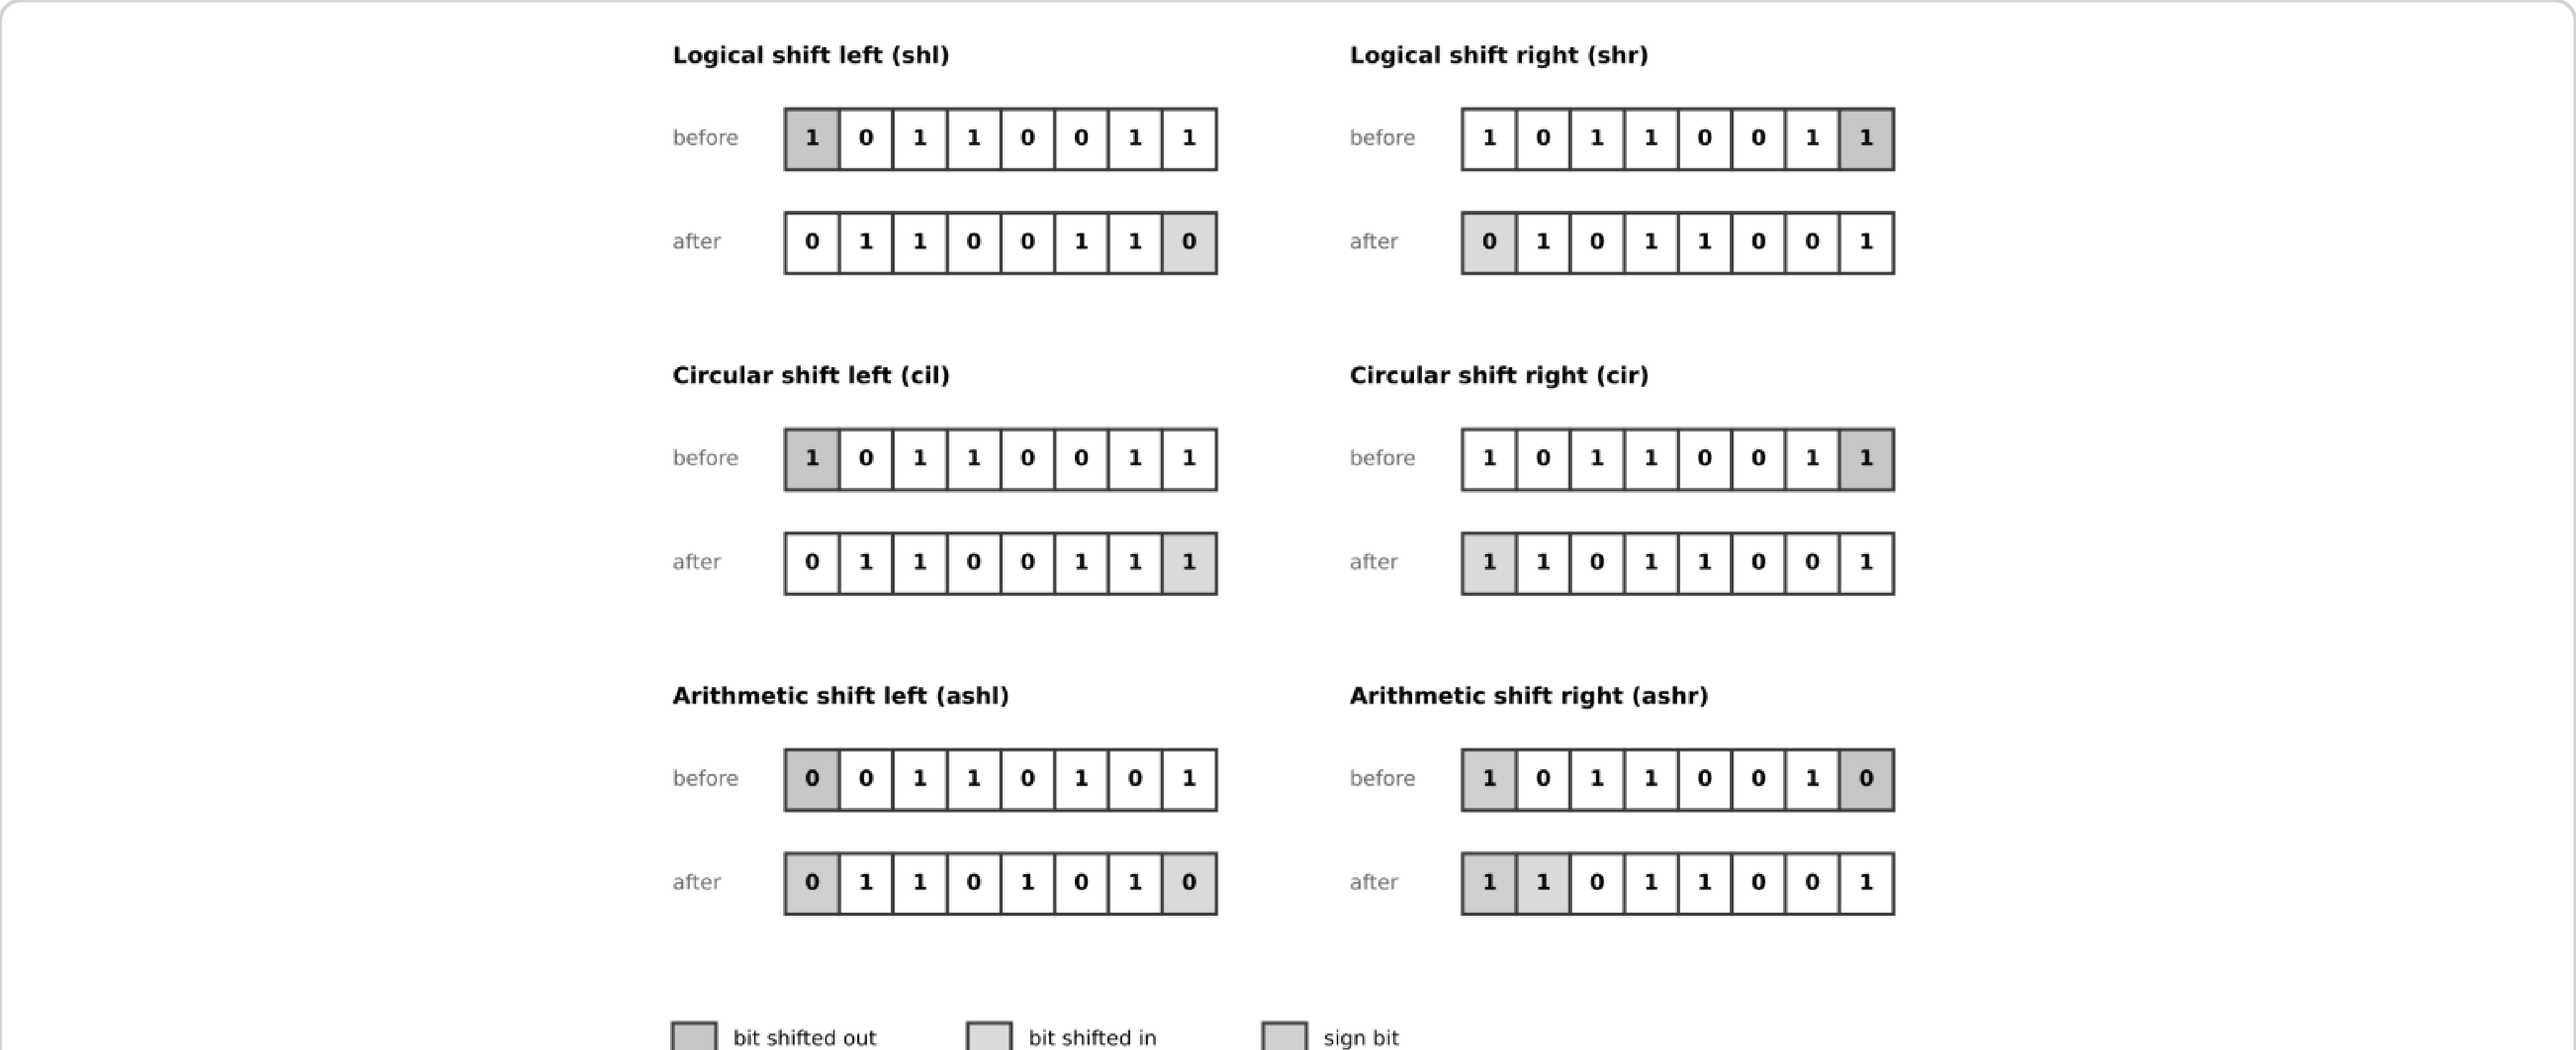 Logical shift left (shl)
before 1 0 1 1 0 0 1 1
after 0 1 1 0 0 1 1 0
Logical shift right (shr)
before 1 0 1 1 0 0 1 1
after 0 1 0 1 1 0 0 1
Circular shift left (cil)
before 1 0 1 1 0 0 1 1
after 0 1 1 0 0 1 1 1
Circular shift right (cir)
before 1 0 1 1 0 0 1 1
after 1 1 0 1 1 0 0 1
Arithmetic shift left (ashl)
before 0 0 1 1 0 1 0 1
after 0 1 1 0 1 0 1 0
Arithmetic shift right (ashr)
before 1 0 1 1 0 0 1 0
after 1 1 0 1 1 0 0 1
bit shifted out bit shifted in sign bit